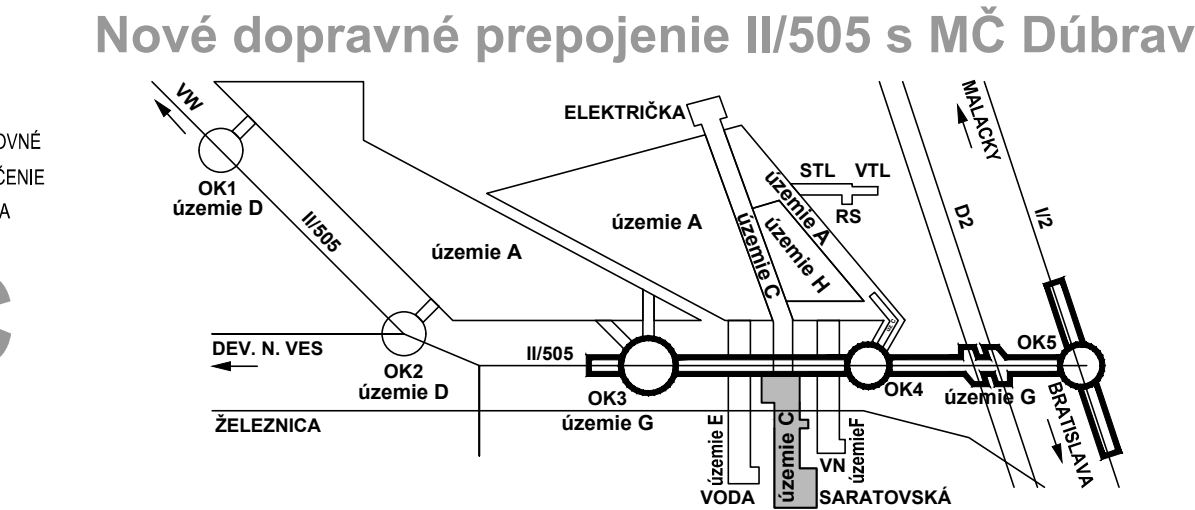 Nové dopravné prepojenie II/505 s MČ Dúbrav
OVNÉ
ČENIE
A
VW
OK1
územie D
II/505
územie A
ELEKTRIČKA
územie A
územie C
územie A
územie H
STL VTL
RS
MALACKY
D2
I/2
DEV. N. VES
OK2
územie D
II/505
OK3
územie G
OK4
OK5
územie G
BRATISLAVA
ŽELEZNICA
územie E
VODA
územie C
SARATOVSKÁ
VN
územieF